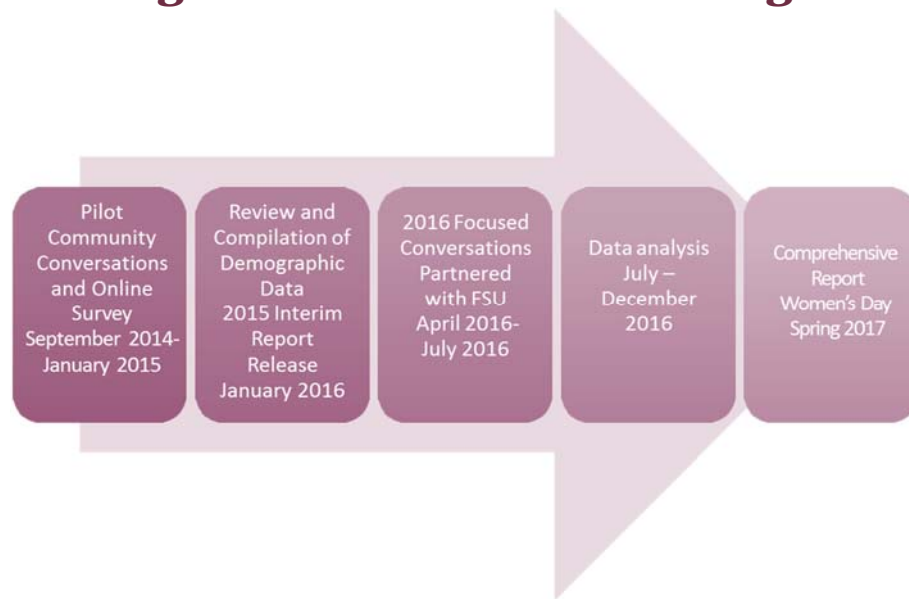 Pilot
Community
Conversations
and Online
Survey
September 2014-
January 2015
Review and
Compilation of
Demographic
Data
2015 Interim
Report
Release
January 2016
2016 Focused
Conversations
Partnered
with FSU
April 2016-
July 2016
Data analysis
July –
December
2016
Comprehensive
Report
Women's Day
Spring 2017